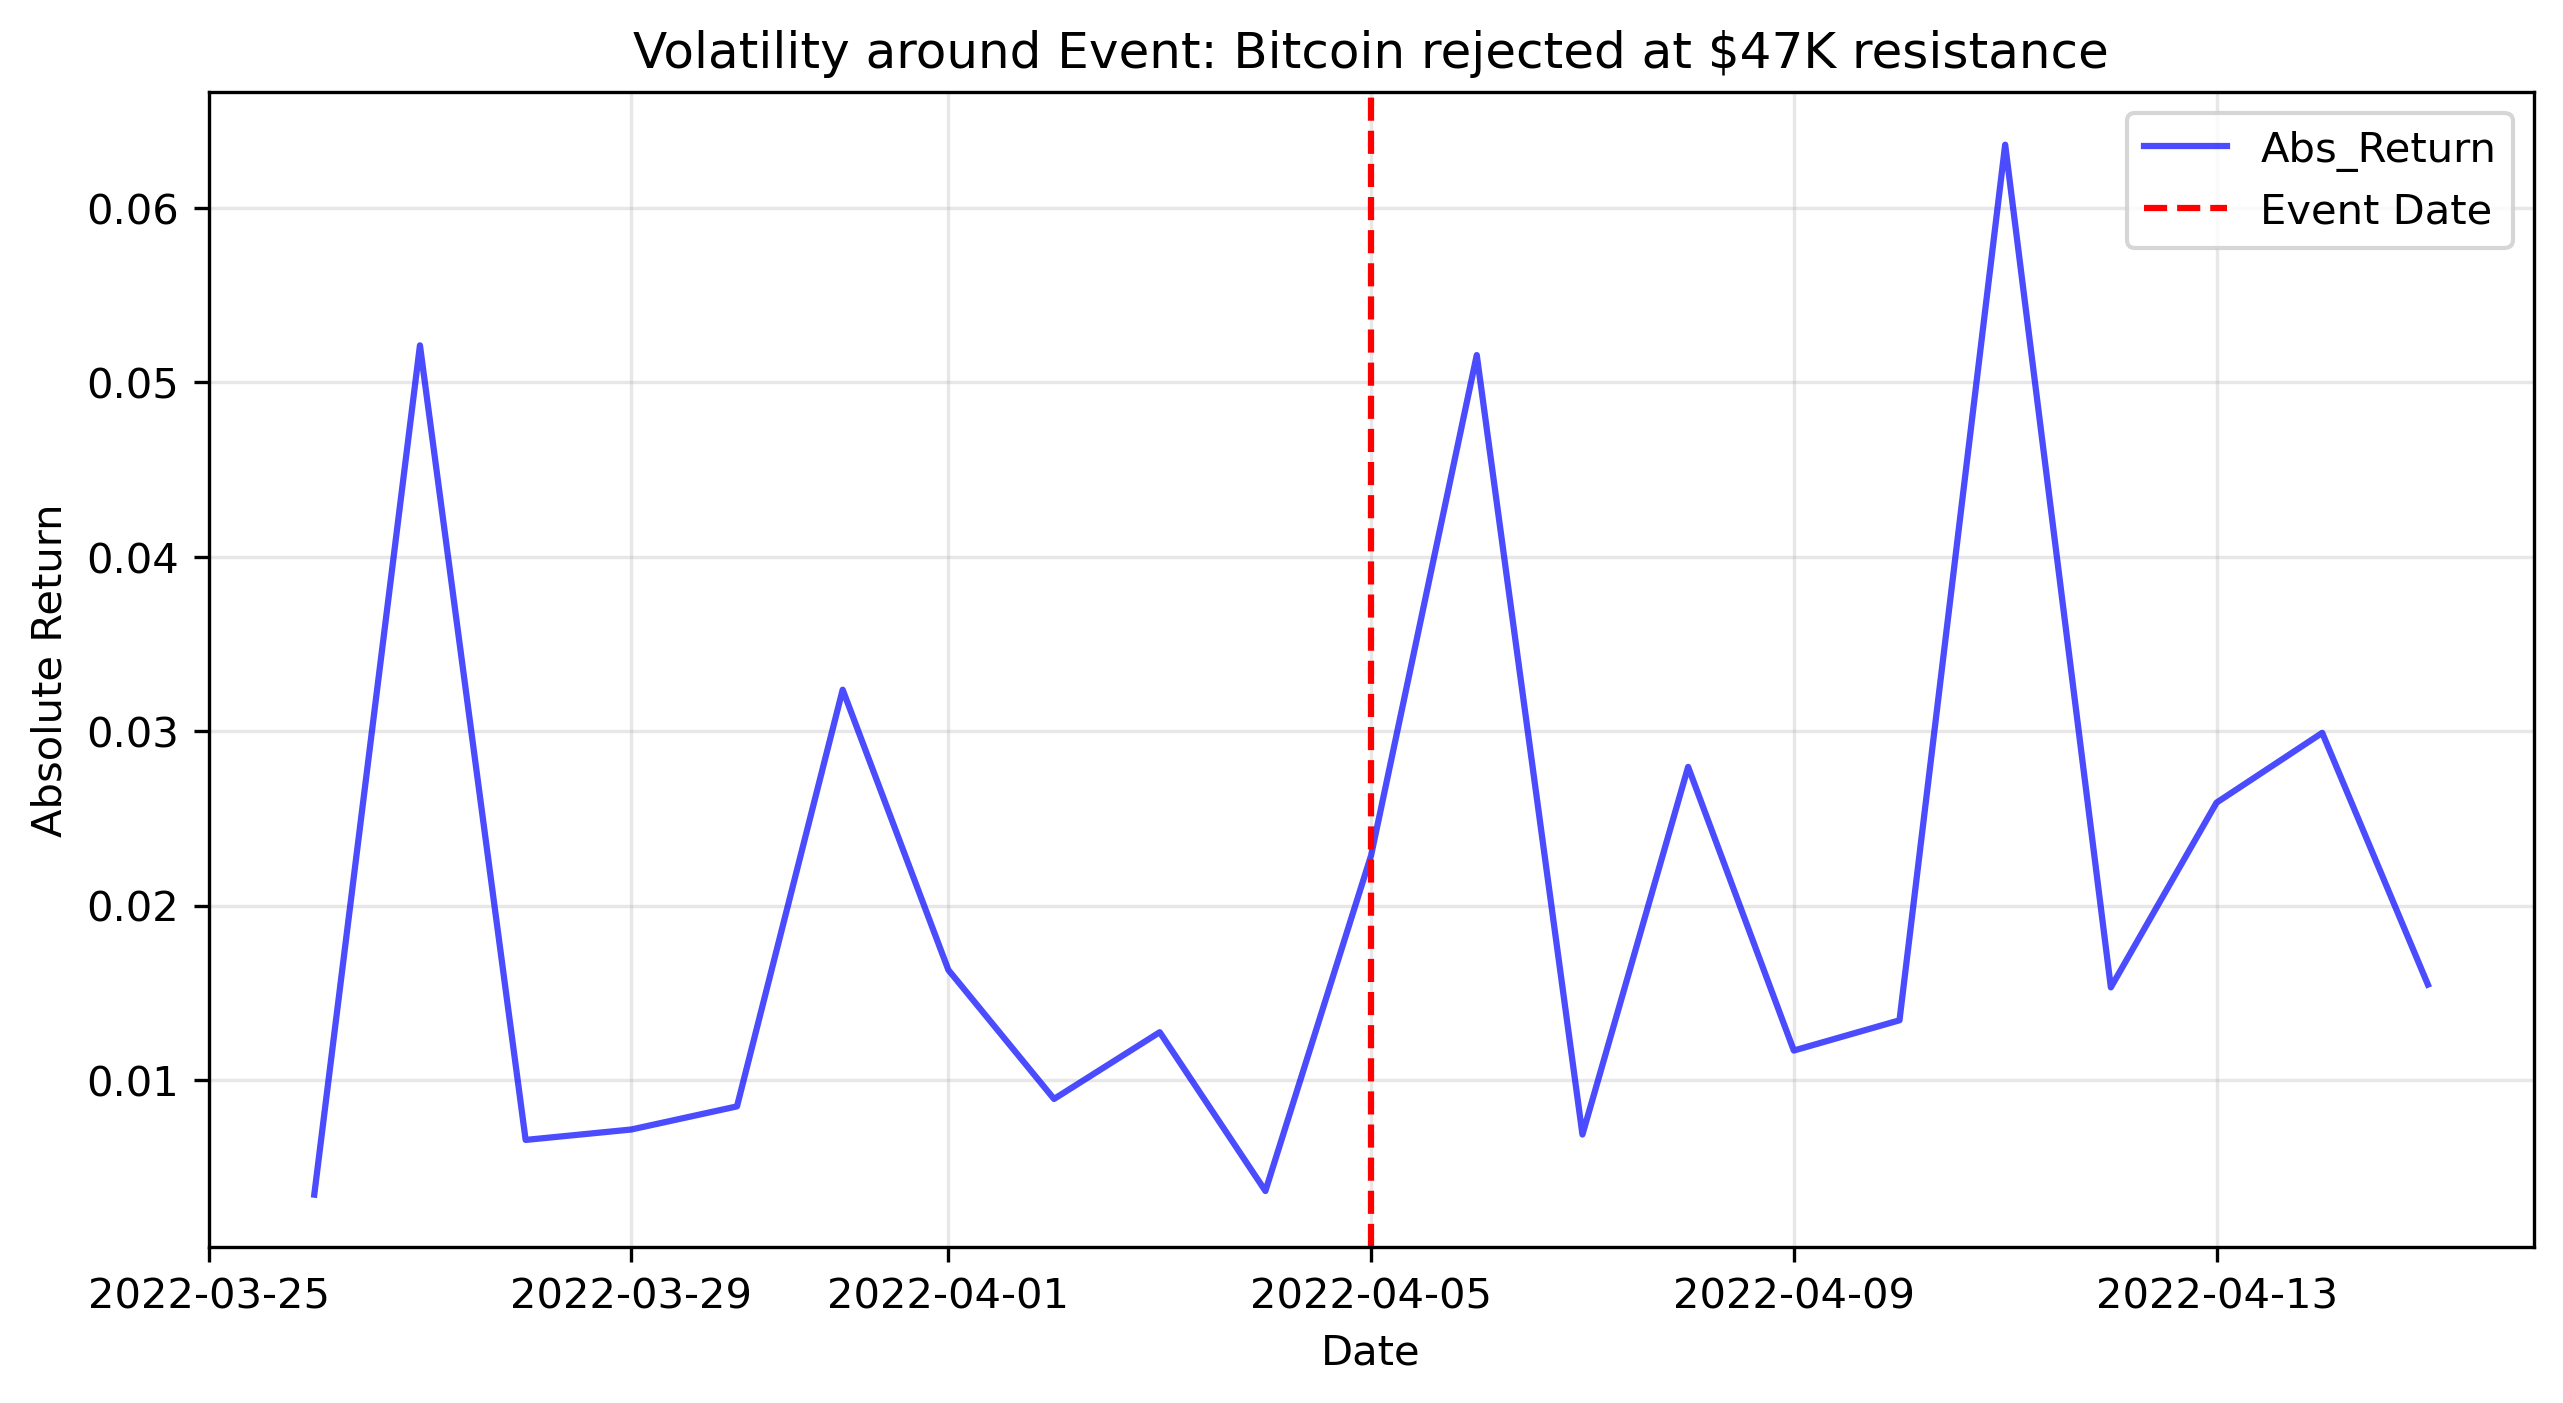 Volatility around Event: Bitcoin rejected at $47K resistance
Abs_Return
Event Date
Absolute Return
0.06
0.05
0.04
0.03
0.02
0.01
2022-03-25 2022-03-29 2022-04-01 2022-04-05 2022-04-09 2022-04-13
Date